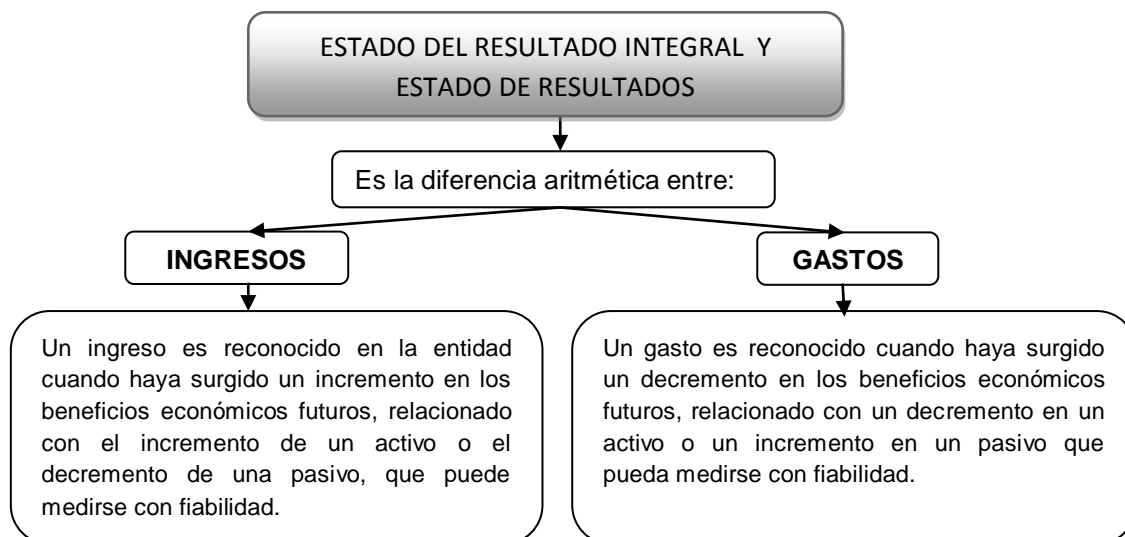 ESTADO DEL RESULTADO INTEGRAL Y
ESTADO DE RESULTADOS
Es la diferencia aritmética entre:
INGRESOS
GASTOS
Un ingreso es reconocido en la entidad
cuando haya surgido un incremento en los
beneficios económicos futuros, relacionado
con el incremento de un activo o el
decremento de una pasivo, que puede
medirse con fiabilidad.
Un gasto es reconocido cuando haya surgido
un decremento en los beneficios económicos
futuros, relacionado con un decremento en un
activo o un incremento en un pasivo que
pueda medirse con fiabilidad.